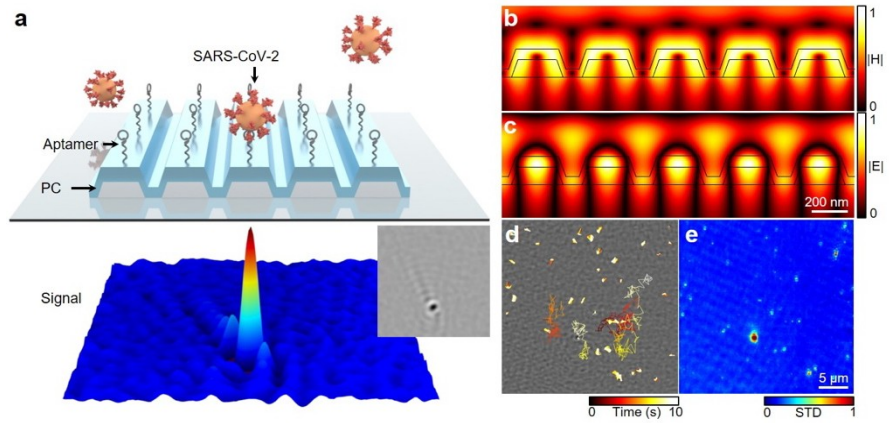 a
SARS-CoV-2
Aptamer
PC
Signal
b
1
|H|
0
c
1
|E|
200 nm
0
d
e
5 μm
0 Time (s) 10
0 STD 1